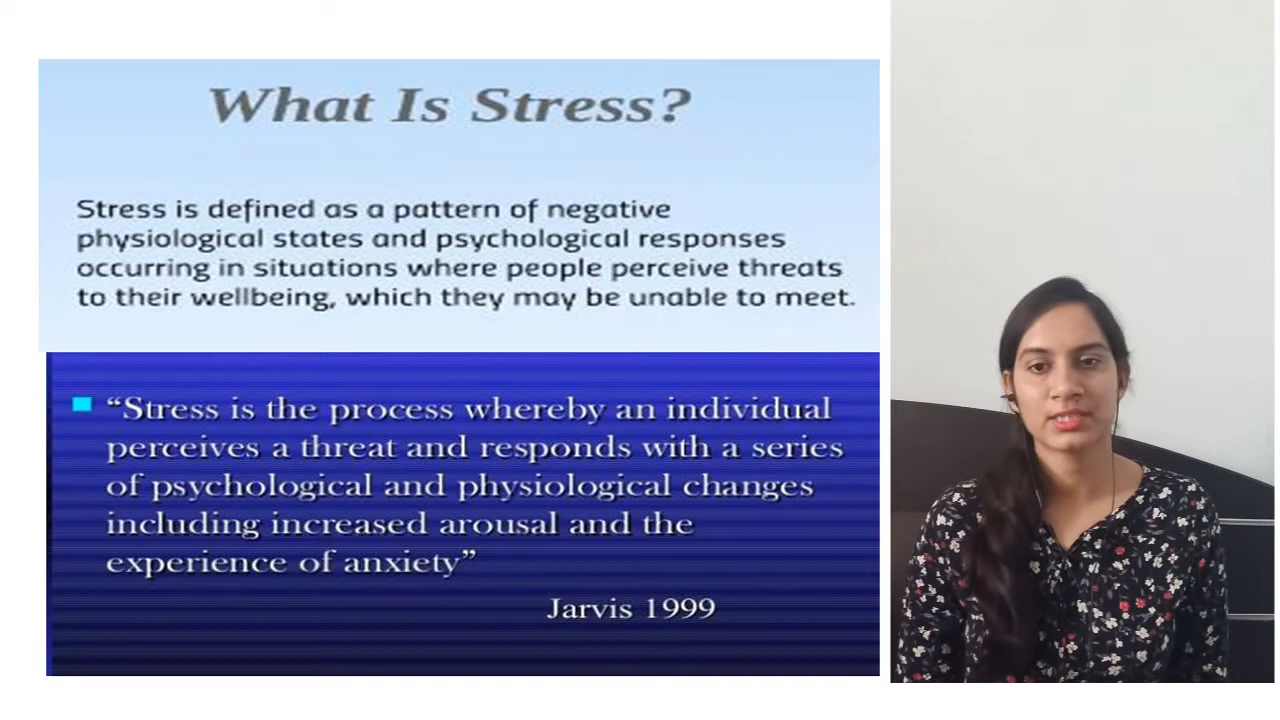 What Is Stress?
Stress is defined as a pattern of negative
physiological states and psychological responses
occurring in situations where people perceive threats
to their wellbeing, which they may be unable to meet.
“Stress is the process whereby an individual
perceives a threat and responds with a series
of psychological and physiological changes
including increased arousal and the
experience of anxiety”
Jarvis 1999